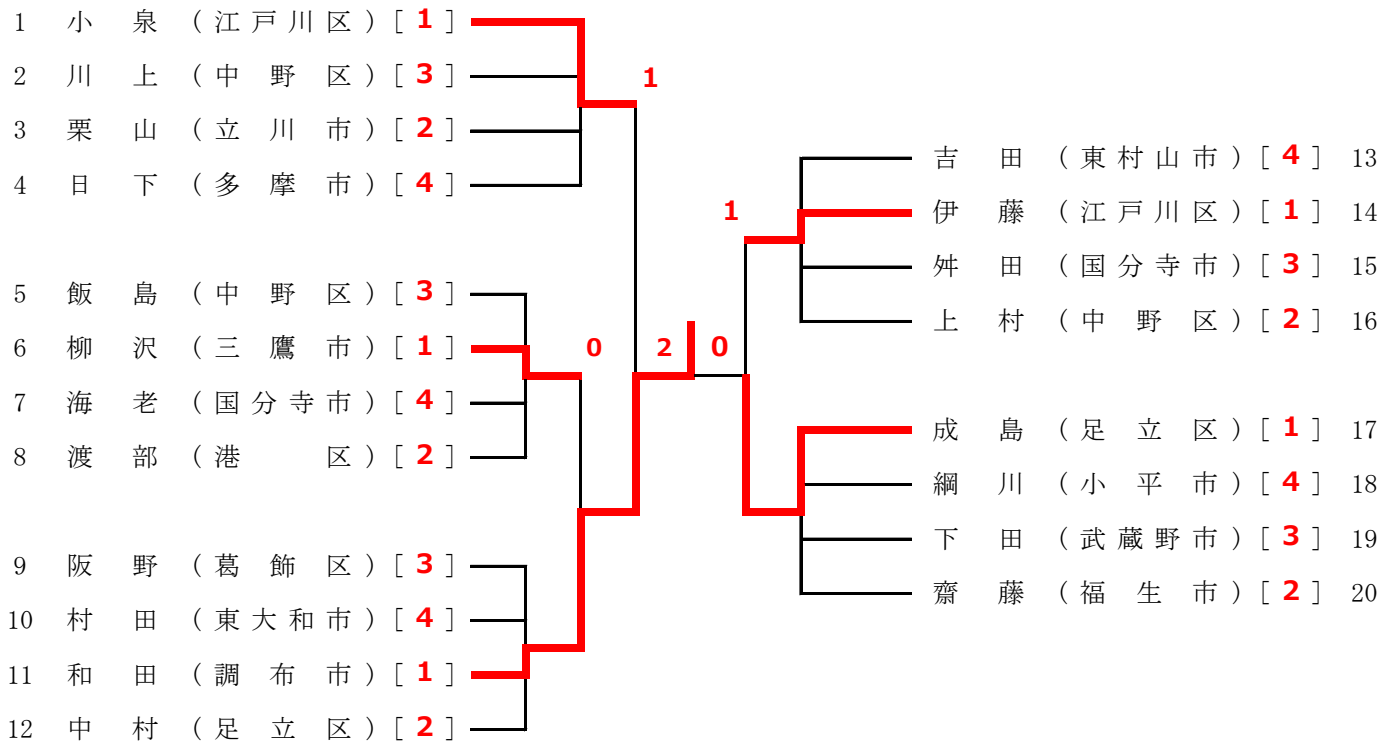 1 小泉 (江戸川区) [1]
2 川上 (中野区) [3]
3 栗山 (立川市) [2]
4 日下 (多摩市) [4]
1
5 飯島 (中野区) [3]
6 柳沢 (三鷹市) [1]
7 海老 (国分寺市) [4]
8 渡部 (港区) [2]
0
9 阪野 (葛飾区) [3]
10 村田 (東大和市) [4]
11 和田 (調布市) [1]
12 中村 (足立区) [2]
2 0
吉田 (東村山市) [4] 13
伊藤 (江戸川区) [1] 14
舛田 (国分寺市) [3] 15
上村 (中野区) [2] 16
1
成島 (足立区) [1] 17
綱川 (小平市) [4] 18
下田 (武蔵野市) [3] 19
齋藤 (福生市) [2] 20